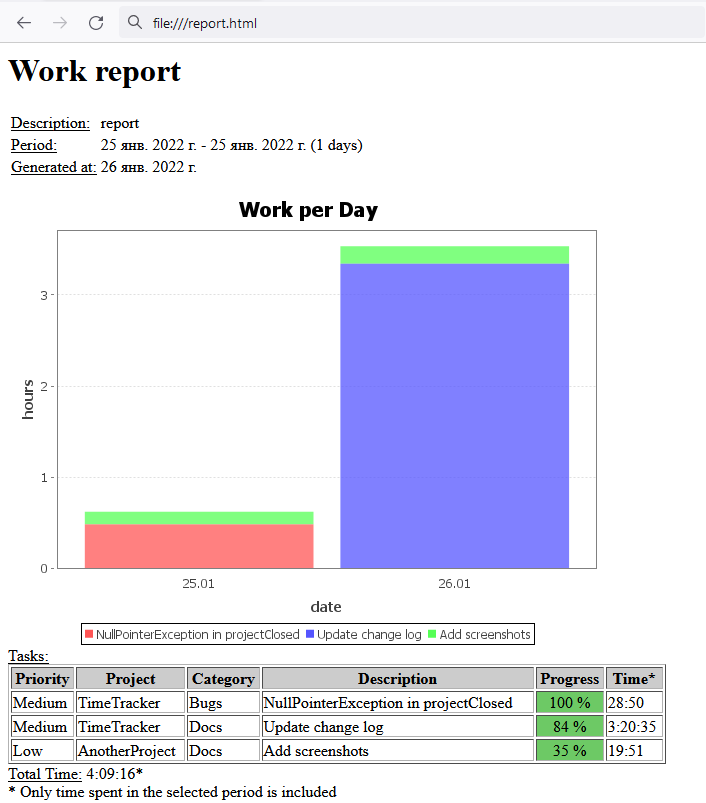 file:///report.html
Work report
Description: report
Period: 25 янв. 2022 г. - 25 янв. 2022 г. (1 days)
Generated at: 26 янв. 2022 г.
Work per Day
3
2
1
0
hours
25.01 26.01
date
NullPointerException in projectClosed Update change log Add screenshots
Tasks:
Priority Project Category Description Progress Time*
Medium TimeTracker Bugs NullPointerException in projectClosed 100 % 28:50
Medium TimeTracker Docs Update change log 84 % 3:20:35
Low AnotherProject Docs Add screenshots 35 % 19:51
Total Time: 4:09:16*
* Only time spent in the selected period is included